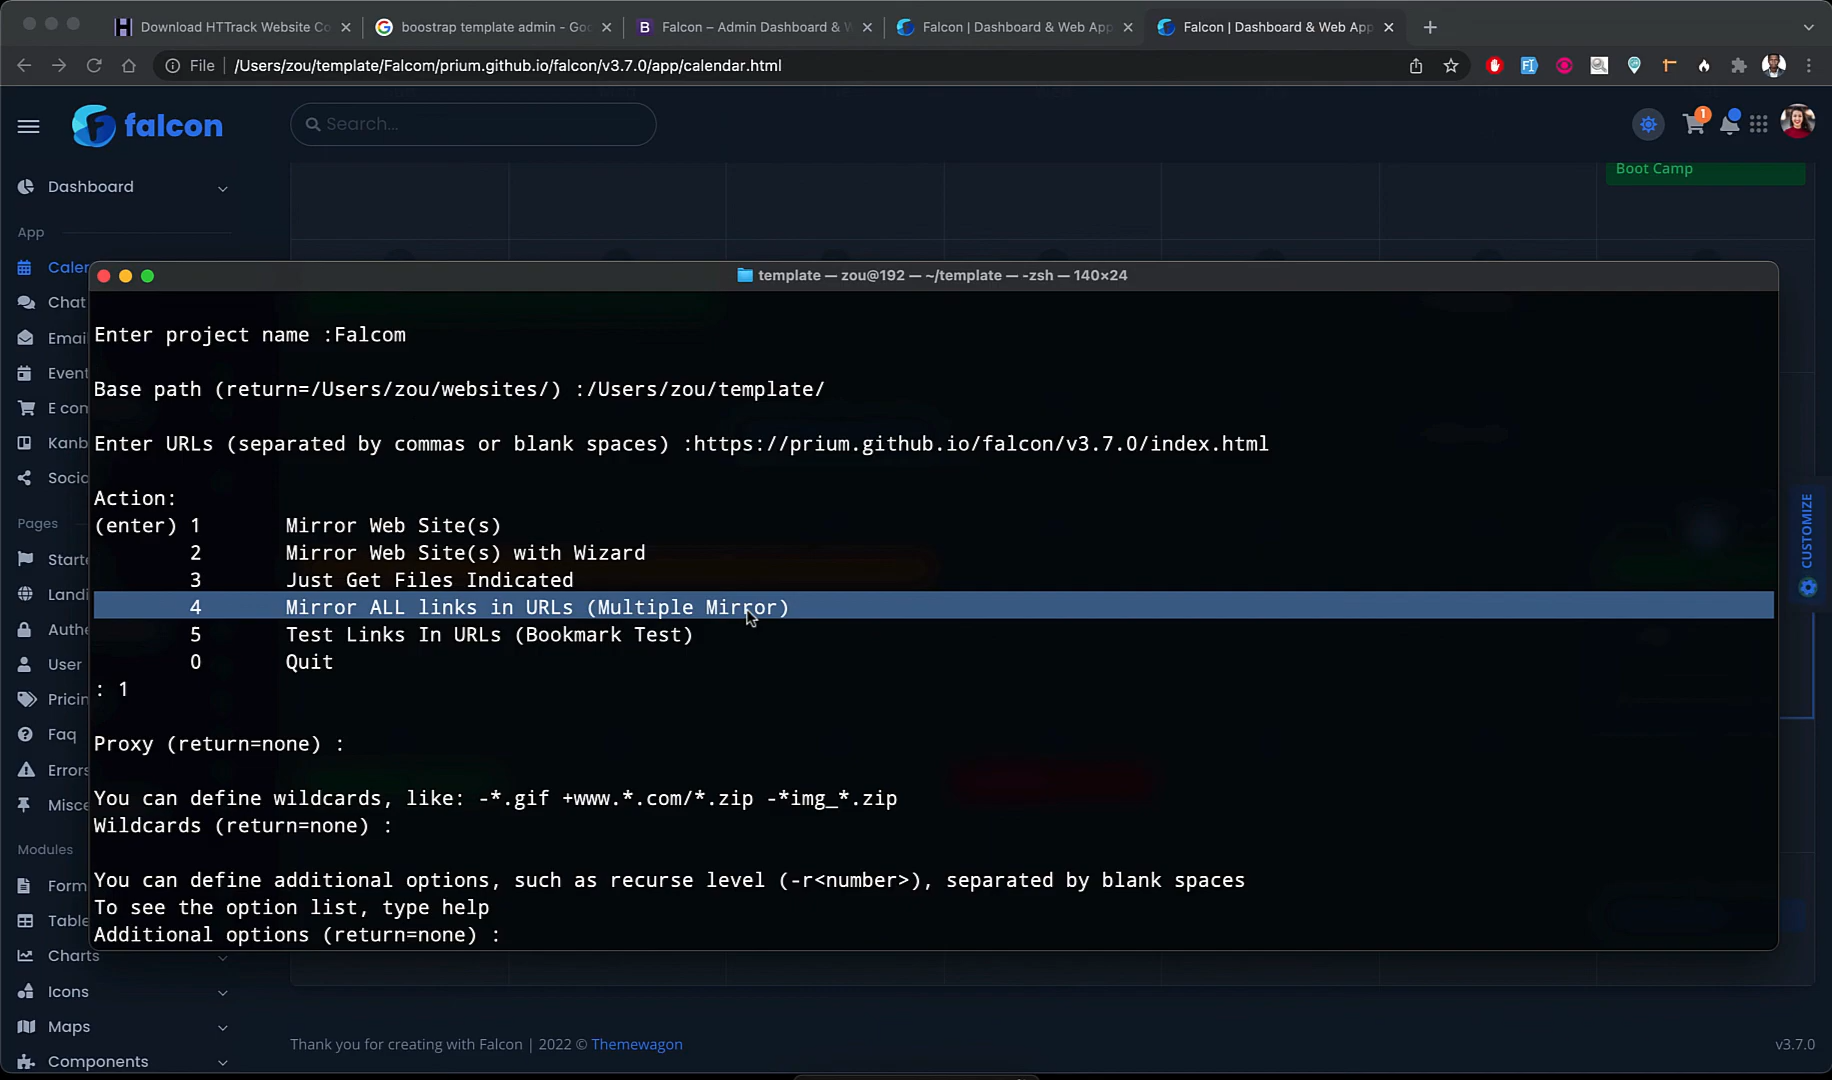 Download HTTrack Website Co
boostrap template admin - Goo
Falcon – Admin Dashboard & W
Falcon | Dashboard & Web App
Falcon | Dashboard & Web App
File
/Users/zou/template/Falcom/prium.github.io/falcon/v3.7.0/app/calendar.html
falcon
Search...
1
Dashboard
Boot Camp
App
Calen
Chat
Emai
Event
E con
Kanb
Socia
Pages
Starte
Landi
Authe
User
Pricin
Faq
Errors
Misce
Modules
Form
Table
Charts
Icons
Maps
Components
template — zou@192 — ~/template — -zsh — 140×24
Enter project name :Falcom
Base path (return=/Users/zou/websites/) :/Users/zou/template/
Enter URLs (separated by commas or blank spaces) :https://prium.github.io/falcon/v3.7.0/index.html
Action:
(enter) 1 Mirror Web Site(s)
2 Mirror Web Site(s) with Wizard
3 Just Get Files Indicated
4 Mirror ALL links in URLs (Multiple Mirror)
5 Test Links In URLs (Bookmark Test)
0 Quit
: 1
Proxy (return=none) :
You can define wildcards, like: -*.gif +www.*.com/*.zip -*img_*.zip
Wildcards (return=none) :
You can define additional options, such as recurse level (-r<number>), separated by blank spaces
To see the option list, type help
Additional options (return=none) :
CUSTOMIZE
Thank you for creating with Falcon | 2022 © Themewagon
v3.7.0